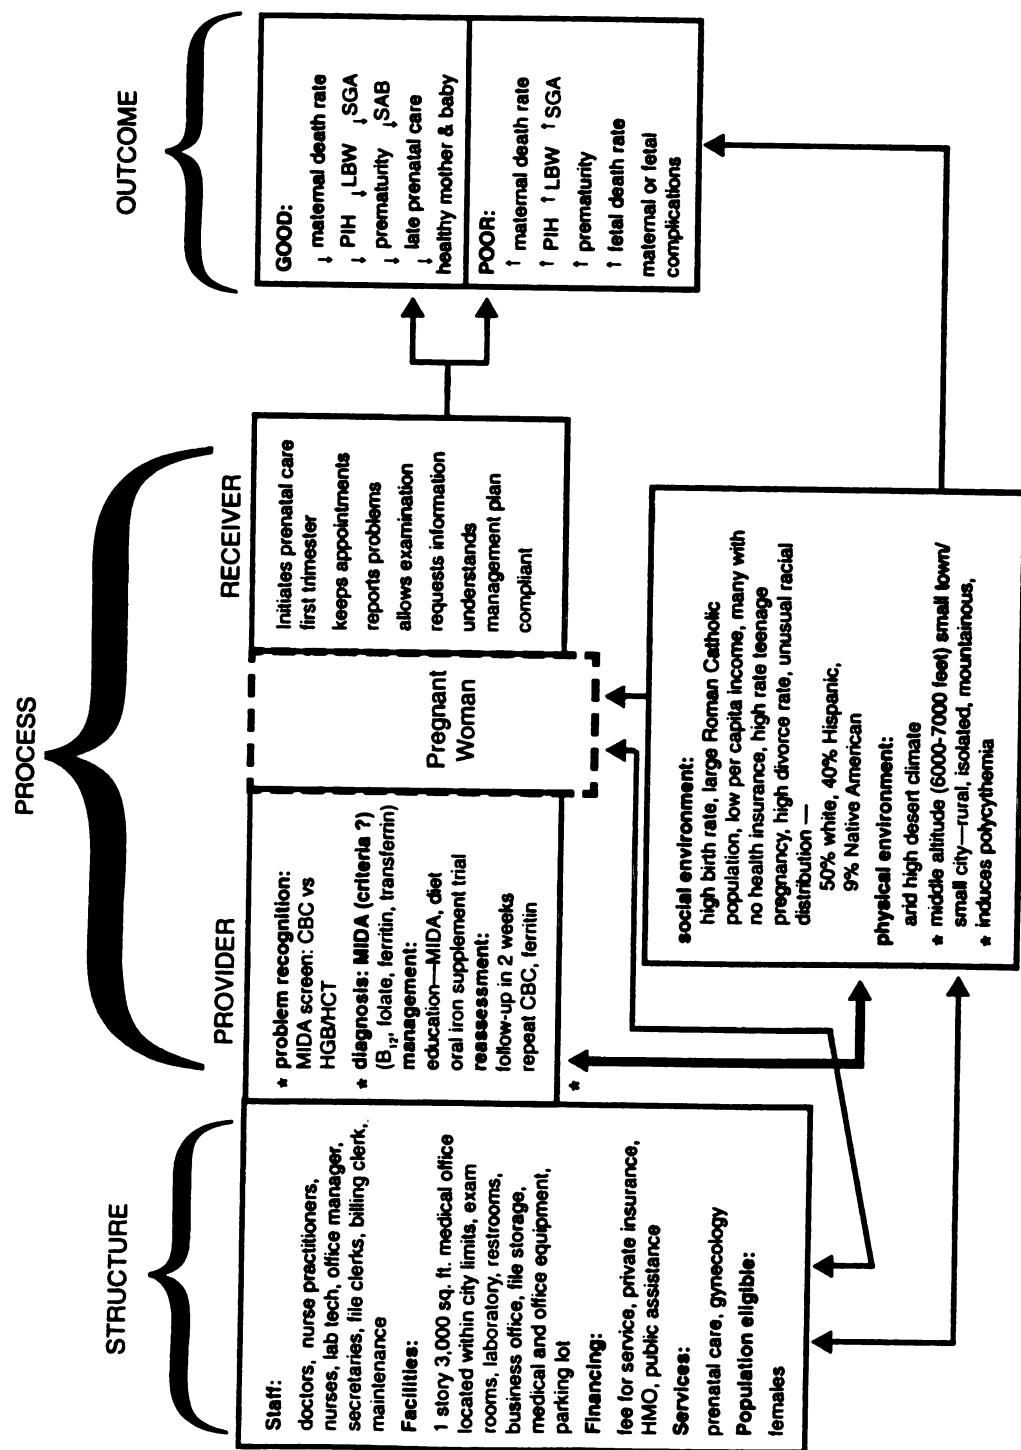 STRUCTURE
Staff:
doctors, nurse practitioners,
nurses, lab tech, office manager,
secretaries, file clerks, billing clerk,
maintenance
Facilities:
1 story 3,000 sq. ft. medical office
located within city limits, exam
rooms, laboratory, restrooms,
business office, file storage,
medical and office equipment,
parking lot
Financing:
fee for service, private insurance,
HMO, public assistance
Services:
prenatal care, gynecology
Population eligible:
females
PROCESS
PROVIDER
* problem recognition:
MIDA screen: CBC vs
HGB/HCT
* diagnosis: MIDA (criteria ?)
(B₁₂, folate, ferritin, transferrin)
management:
education—MIDA, diet
oral iron supplement trial
reassessment:
follow-up in 2 weeks
repeat CBC, ferritin
*
Pregnant
Woman
RECEIVER
Initiates prenatal care
first trimester
keeps appointments
reports problems
allows examination
requests information
understands
management plan
compliant
OUTCOME
GOOD:
↓ maternal death rate
↓ PIH ↓LBW ↓SGA
↓ prematurity ↓SAB
↓ late prenatal care
healthy mother & baby
POOR:
↑ maternal death rate
↑ PIH ↑LBW ↑SGA
↑ prematurity
↑ fetal death rate
maternal or fetal
complications
social environment:
high birth rate, large Roman Catholic
population, low per capita income, many with
no health insurance, high rate teenage
pregnancy, high divorce rate, unusual racial
distribution —
50% white, 40% Hispanic,
9% Native American
physical environment:
arid high desert climate
* middle altitude (6000-7000 feet) small town/
small city—rural, isolated, mountainous,
* induces polycythemia